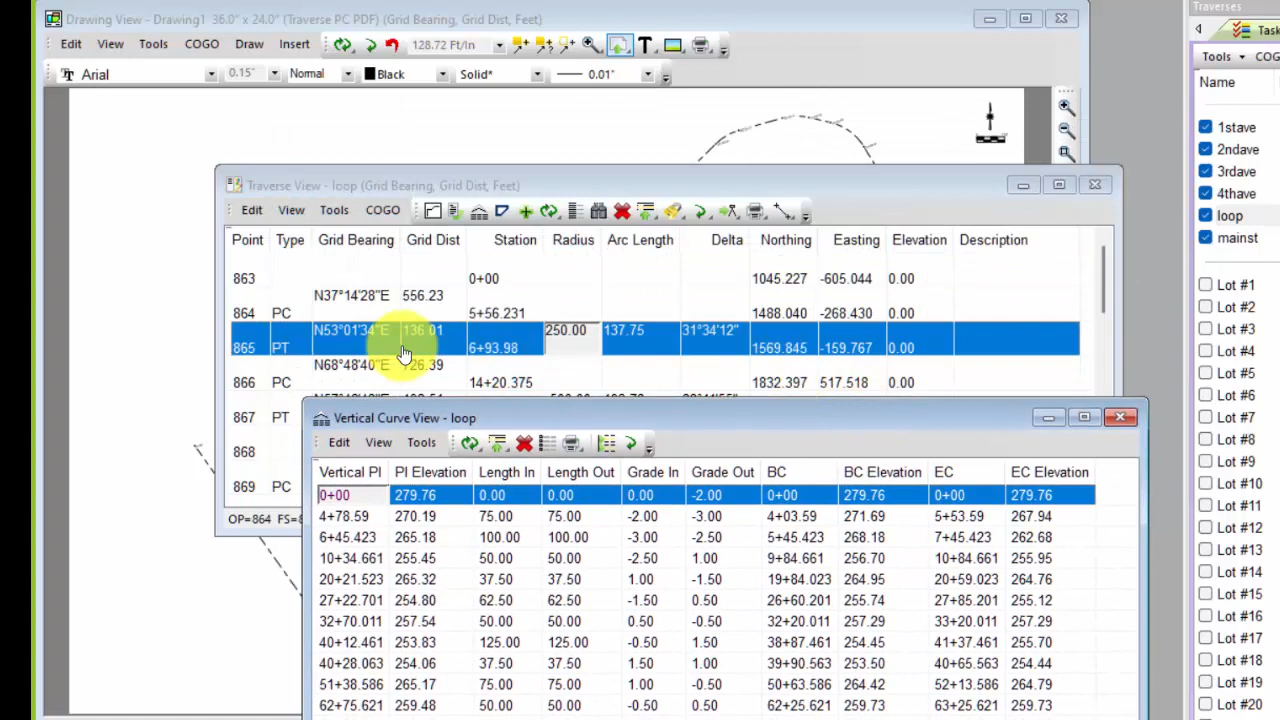 Drawing View - Drawing1 36.0" x 24.0" (Traverse PC PDF) (Grid Bearing, Grid Dist, Feet)
Traverses
Edit View Tools COGO Draw Insert 128.72 Ft/in T
Task
Tools COG
Tr Arial 0.15" Normal Black Solid* 0.01"
Name
1stave
2ndave
3rdave
4thave
loop
mainst
Lot #1
Lot #2
Lot #3
Lot #4
Lot #5
Lot #6
Lot #7
Lot #8
Lot #9
Lot #10
Lot #11
Lot #12
Lot #13
Lot #14
Lot #15
Lot #16
Lot #17
Lot #18
Lot #19
Lot #20
Traverse View - loop (Grid Bearing, Grid Dist, Feet)
Edit View Tools COGO
Point Type Grid Bearing Grid Dist Station Radius Arc Length Delta Northing Easting Elevation Description
863 0+00 1045.227 -605.044 0.00
N37°14'28"E 556.23
864 PC 5+56.231 1488.040 -268.430 0.00
N53°01'34"E 136.01 250.00 137.75 31°34'12"
865 PT 6+93.98 1569.845 -159.767 0.00
N68°48'40"E 726.39
866 PC 14+20.375 1832.397 517.518 0.00
867 PT
868
869 PC
OP=864 FS=8
Vertical Curve View - loop
Edit View Tools
Vertical PI PI Elevation Length In Length Out Grade In Grade Out BC BC Elevation EC EC Elevation
0+00 279.76 0.00 0.00 0.00 -2.00 0+00 279.76 0+00 279.76
4+78.59 270.19 75.00 75.00 -2.00 -3.00 4+03.59 271.69 5+53.59 267.94
6+45.423 265.18 100.00 100.00 -3.00 -2.50 5+45.423 268.18 7+45.423 262.68
10+34.661 255.45 50.00 50.00 -2.50 1.00 9+84.661 256.70 10+84.661 255.95
20+21.523 265.32 37.50 37.50 1.00 -1.50 19+84.023 264.95 20+59.023 264.76
27+22.701 254.80 62.50 62.50 -1.50 0.50 26+60.201 255.74 27+85.201 255.12
32+70.011 257.54 50.00 50.00 0.50 -0.50 32+20.011 257.29 33+20.011 257.29
40+12.461 253.83 125.00 125.00 -0.50 1.50 38+87.461 254.45 41+37.461 255.70
40+28.063 254.06 37.50 37.50 1.50 1.00 39+90.563 253.50 40+65.563 254.44
51+38.586 265.17 75.00 75.00 1.00 -0.50 50+63.586 264.42 52+13.586 264.79
62+75.621 259.48 50.00 50.00 -0.50 0.50 62+25.621 259.73 63+25.621 259.73